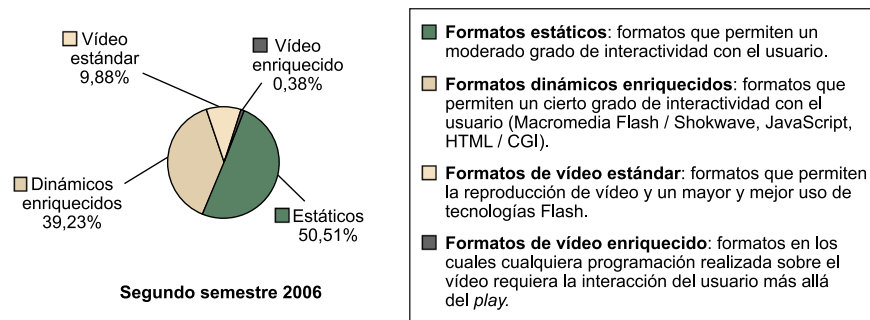 Vídeo
estándar
9,88%
Vídeo
enriquecido
0,38%
Dinámicos
enriquecidos
39,23%
Estáticos
50,51%
Segundo semestre 2006
Formatos estáticos: formatos que permiten un
moderado grado de interactividad con el usuario.
Formatos dinámicos enriquecidos: formatos que
permiten un cierto grado de interactividad con el
usuario (Macromedia Flash / Shokwave, JavaScript,
HTML / CGI).
Formatos de vídeo estándar: formatos que permiten
la reproducción de vídeo y un mayor y mejor uso de
tecnologías Flash.
Formatos de vídeo enriquecido: formatos en los
cuales cualquiera programación realizada sobre el
vídeo requiera la interacción del usuario más allá
del play.